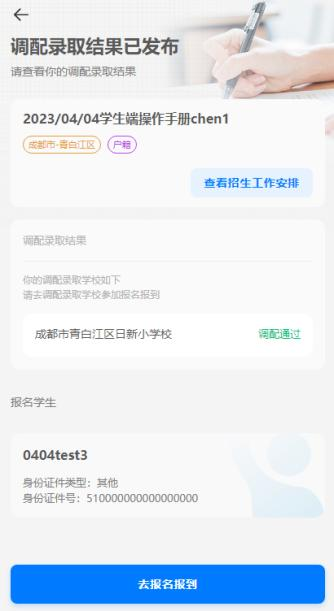 调配录取结果已发布
请查看你的调配录取结果
2023/04/04学生端操作手册chen1
成都市-青白江区 户籍
查看招生工作安排
调配录取结果
你的调配录取学校如下
请去调配录取学校参加报名报到
成都市青白江区日新小学校 调配通过
报名学生
0404test3
身份证件类型：其他
身份证件号：510000000000000000
去报名报到